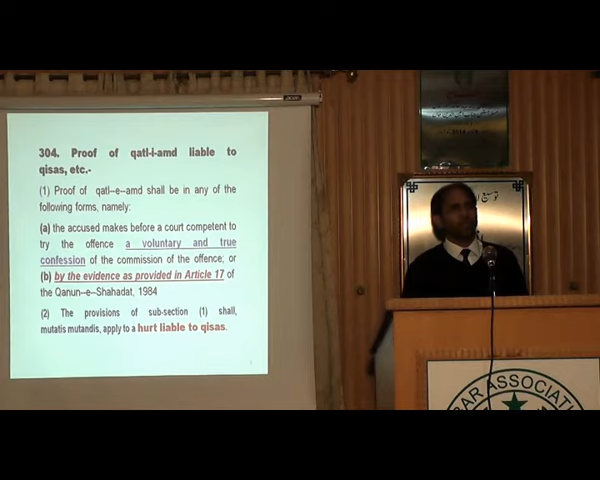 304. Proof of qatl-i-amd liable to
qisas, etc.-
(1) Proof of qatl--e--amd shall be in any of the
following forms, namely:
(a) the accused makes before a court competent to
try the offence a voluntary and true
confession of the commission of the offence; or
(b) by the evidence as provided in Article 17 of
the Qanun--e--Shahadat, 1984
(2) The provisions of sub-section (1) shall,
mutatis mutandis, apply to a hurt liable to qisas.
توسیع
BAR ASSOCIATION